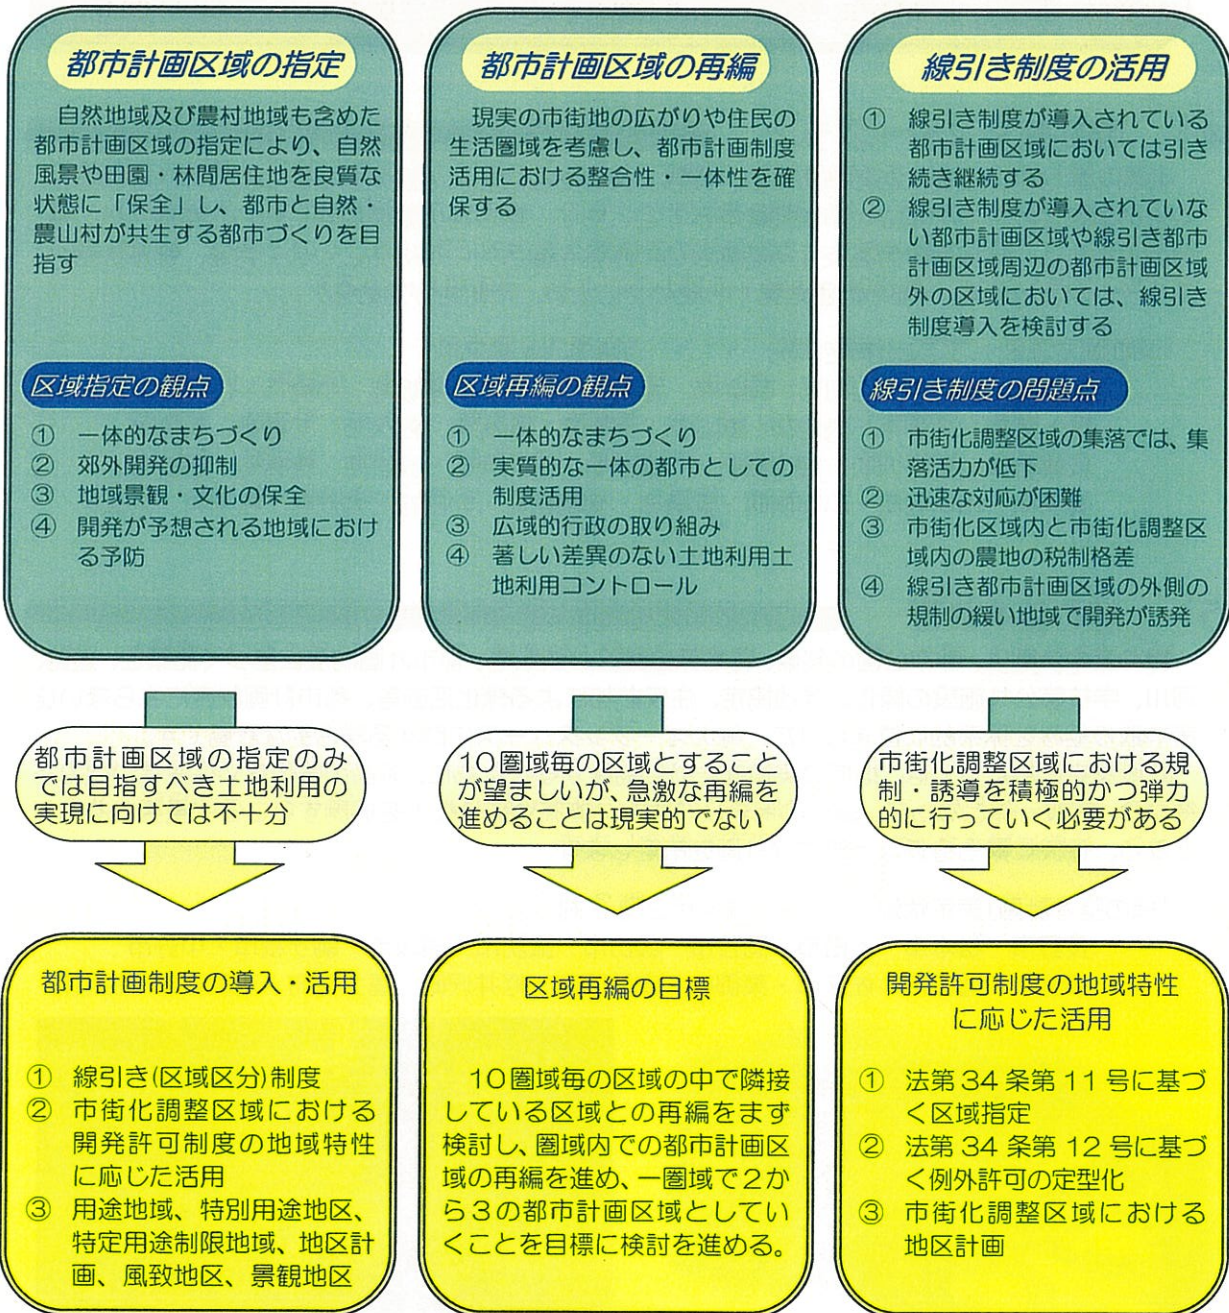 都市計画区域の指定
自然地域及び農村地域も含めた
都市計画区域の指定により、自然
風景や田園・林間居住地を良質な
状態に「保全」し、都市と自然・
農山村が共生する都市づくりを目
指す
区域指定の観点
① 一体的なまちづくり
② 郊外開発の抑制
③ 地域景観・文化の保全
④ 開発が予想される地域におけ
る予防
都市計画区域の指定のみ
では目指すべき土地利用の
実現に向けては不十分
都市計画制度の導入・活用
① 線引き(区域区分)制度
② 市街化調整区域における
開発許可制度の地域特性
に応じた活用
③ 用途地域、特別用途地区、
特定用途制限地域、地区計
画、風致地区、景観地区
都市計画区域の再編
現実の市街地の広がりや住民の
生活圏域を考慮し、都市計画制度
活用における整合性・一体性を確
保する
区域再編の観点
① 一体的なまちづくり
② 実質的な一体の都市としての
制度活用
③ 広域的行政の取り組み
④ 著しい差異のない土地利用土
地利用コントロール
10圏域毎の区域とすること
が望ましいが、急激な再編を
進めることは現実的でない
区域再編の目標
10圏域毎の区域の中で隣接
している区域との再編をまず
検討し、圏域内での都市計画区
域の再編を進め、一圏域で2か
ら3の都市計画区域としてい
くことを目標に検討を進める。
線引き制度の活用
① 線引き制度が導入されている
都市計画区域においては引き
続き継続する
② 線引き制度が導入されていな
い都市計画区域や線引き都市
計画区域周辺の都市計画区域
外の区域においては、線引き
制度導入を検討する
線引き制度の問題点
① 市街化調整区域の集落では、集
落活力が低下
② 迅速な対応が困難
③ 市街化区域内と市街化調整区
域内の農地の税制格差
④ 線引き都市計画区域の外側の
規制の緩い地域で開発が誘発
市街化調整区域における規
制・誘導を積極的かつ弾力
的に行っていく必要がある
開発許可制度の地域特性
に応じた活用
① 法第34条第11号に基づ
く区域指定
② 法第34条第12号に基づ
く例外許可の定型化
③ 市街化調整区域における
地区計画